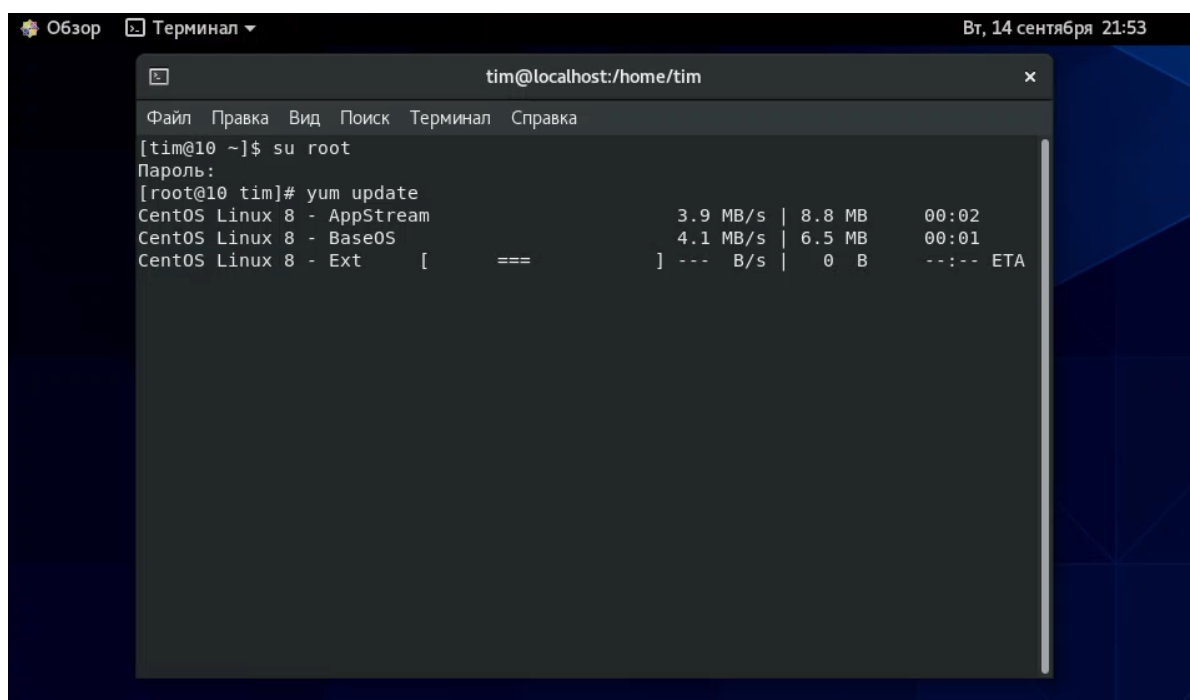 Обзор Терминал Вт, 14 сентября 21:53
tim@localhost:/home/tim ×
Файл Правка Вид Поиск Терминал Справка
[tim@10 ~]$ su root
Пароль:
[root@10 tim]# yum update
CentOS Linux 8 - AppStream 3.9 MB/s | 8.8 MB 00:02
CentOS Linux 8 - BaseOS 4.1 MB/s | 6.5 MB 00:01
CentOS Linux 8 - Ext [ === ] --- B/s | 0 B --:-- ETA